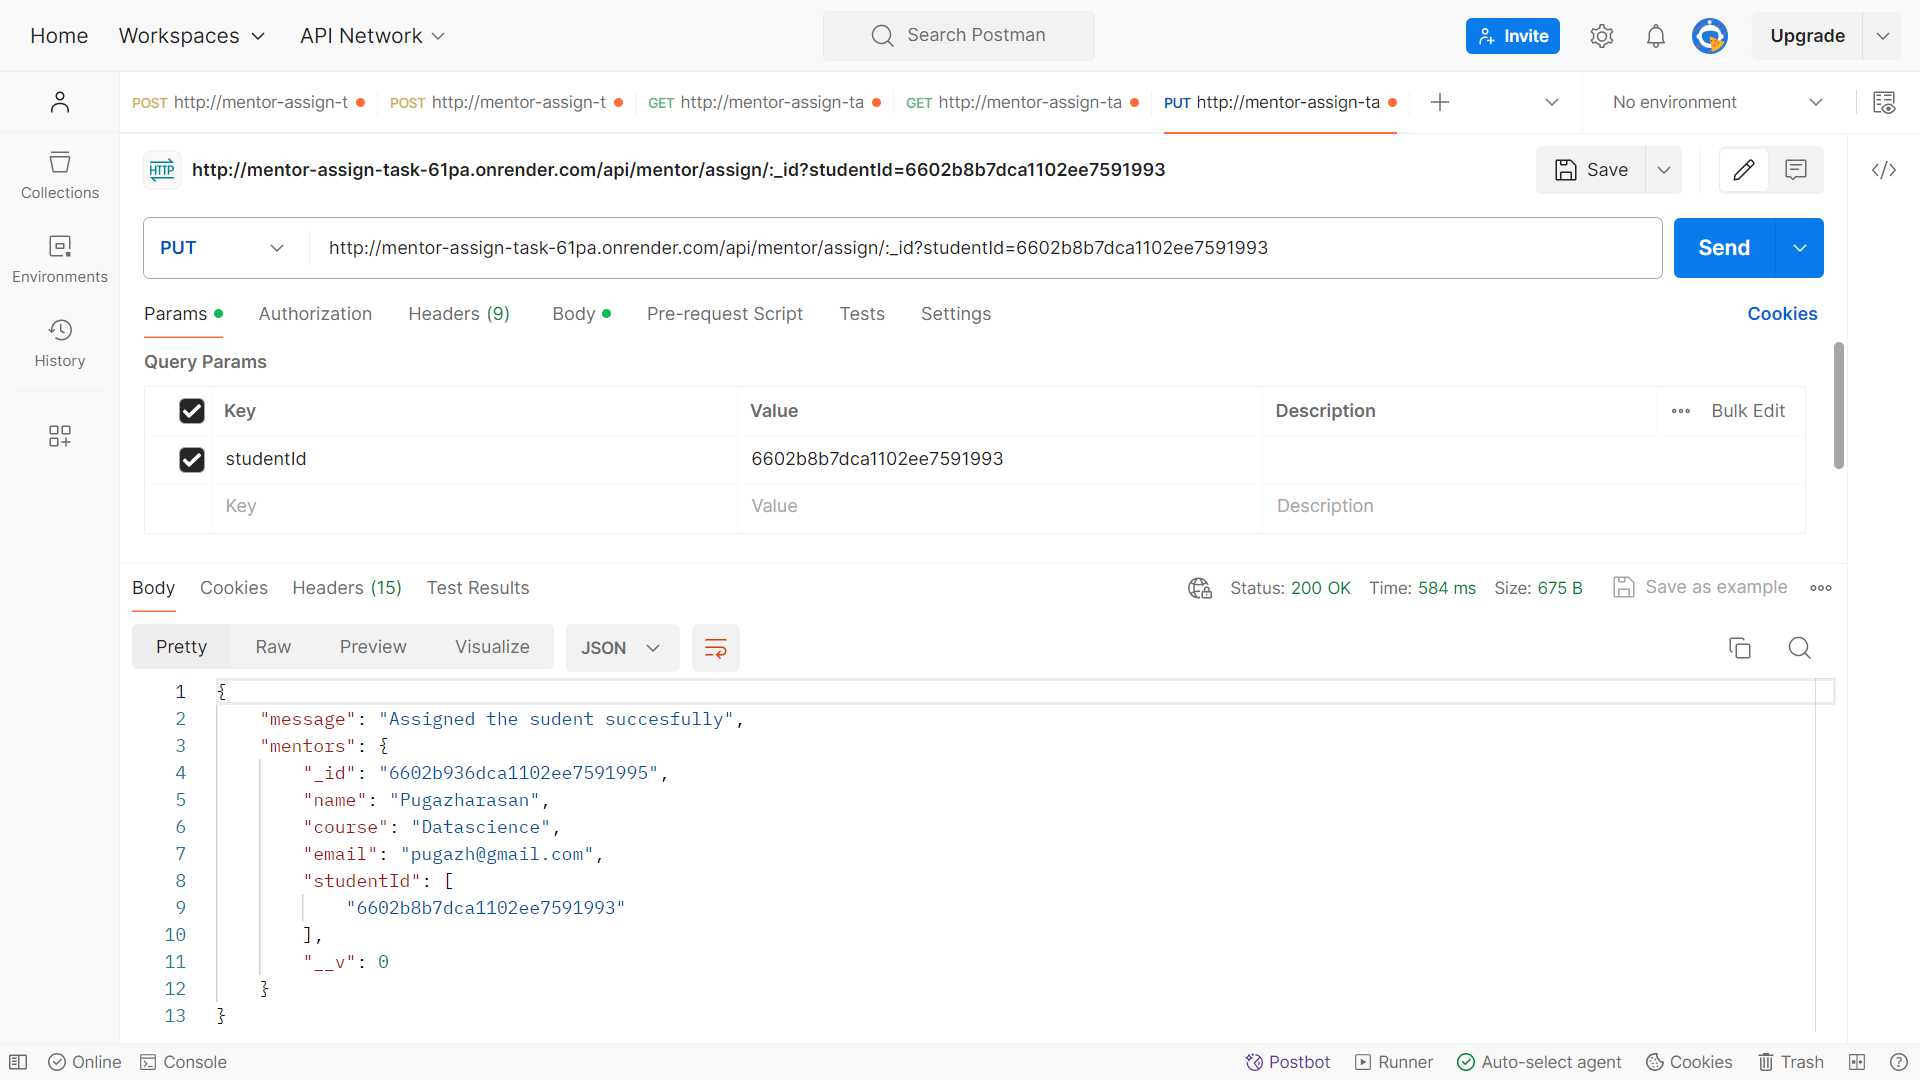 Home Workspaces API Network Search Postman Invite Upgrade
POST http://mentor-assign-t POST http://mentor-assign-t GET http://mentor-assign-ta GET http://mentor-assign-ta PUT http://mentor-assign-ta No environment
HTTP http://mentor-assign-task-61pa.onrender.com/api/mentor/assign/:_id?studentId=6602b8b7dca1102ee7591993 Save
Collections
Environments
History
PUT http://mentor-assign-task-61pa.onrender.com/api/mentor/assign/:_id?studentId=6602b8b7dca1102ee7591993 Send
Params Authorization Headers (9) Body Pre-request Script Tests Settings Cookies
Query Params
Key Value Description Bulk Edit
studentId 6602b8b7dca1102ee7591993
Key Value Description
Body Cookies Headers (15) Test Results Status: 200 OK Time: 584 ms Size: 675 B Save as example
Pretty Raw Preview Visualize JSON
1 {
2 "message": "Assigned the sudent succesfully",
3 "mentors": {
4 "_id": "6602b936dca1102ee7591995",
5 "name": "Pugazharasan",
6 "course": "Datascience",
7 "email": "pugazh@gmail.com",
8 "studentId": [
9 "6602b8b7dca1102ee7591993"
10 ],
11 "__v": 0
12 }
13 }
Online Console Postbot Runner Auto-select agent Cookies Trash